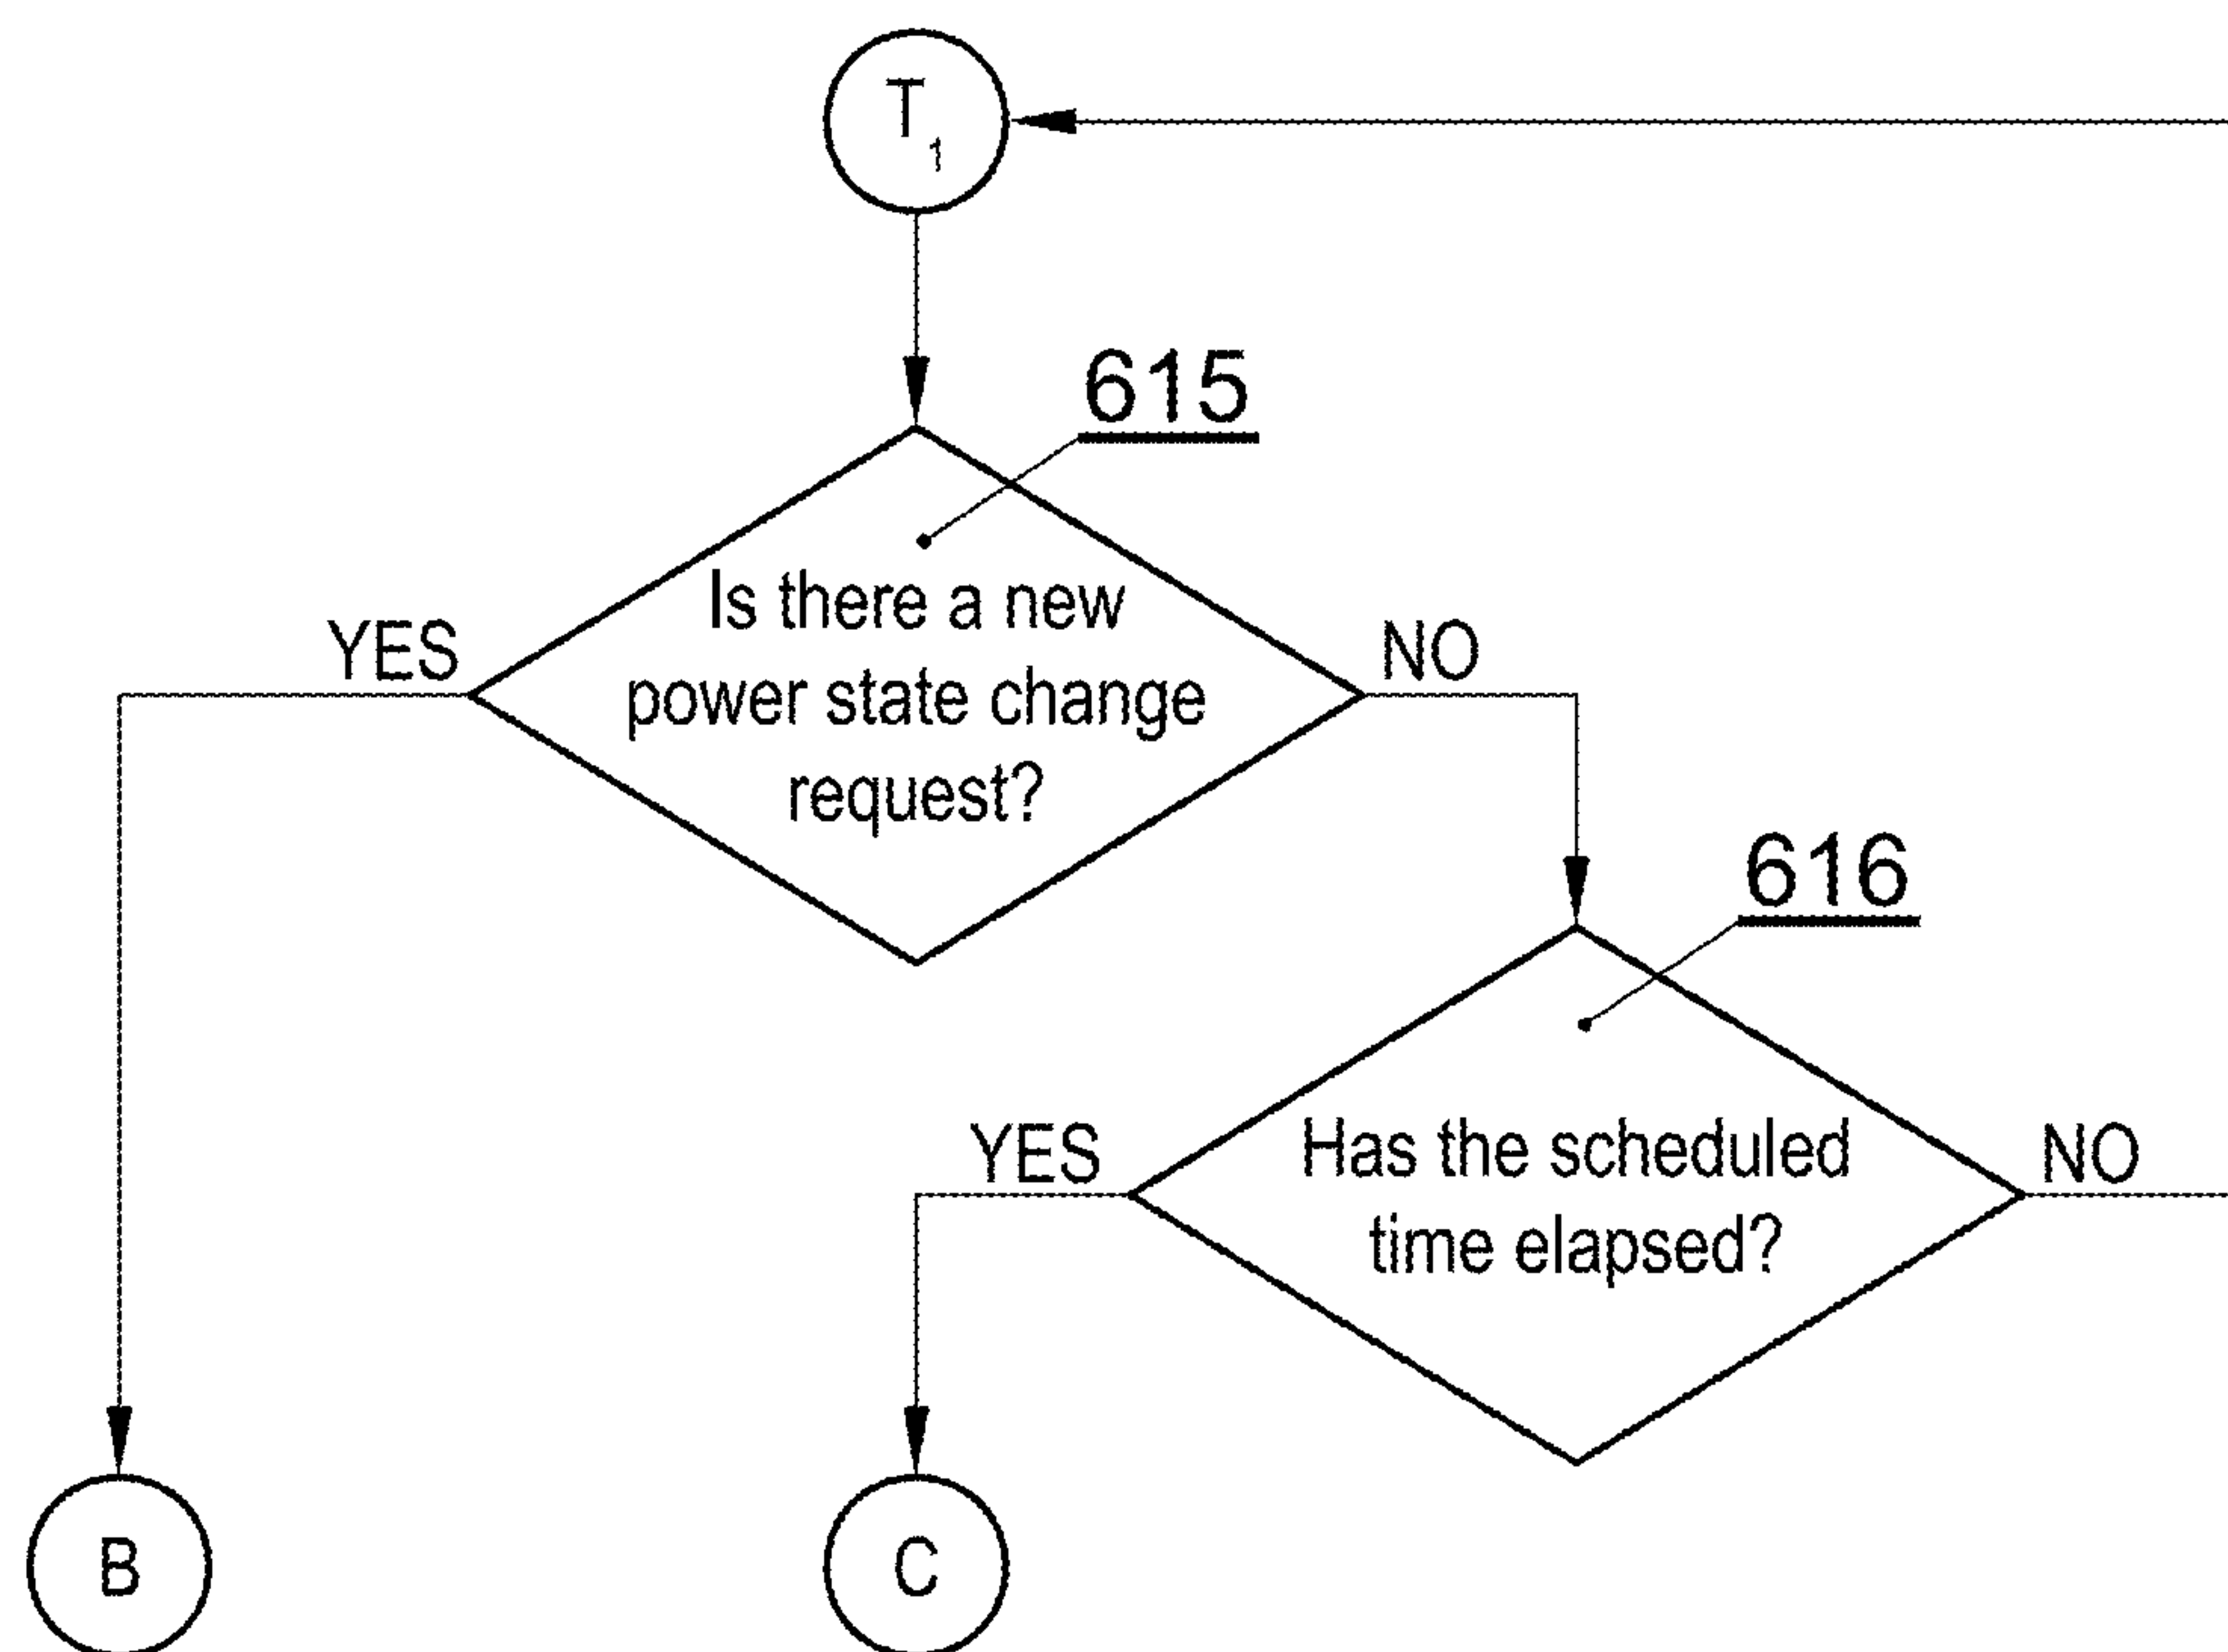 T1
615
Is there a new
power state change
request?
YES
NO
616
Has the scheduled
time elapsed?
YES
NO
B
C